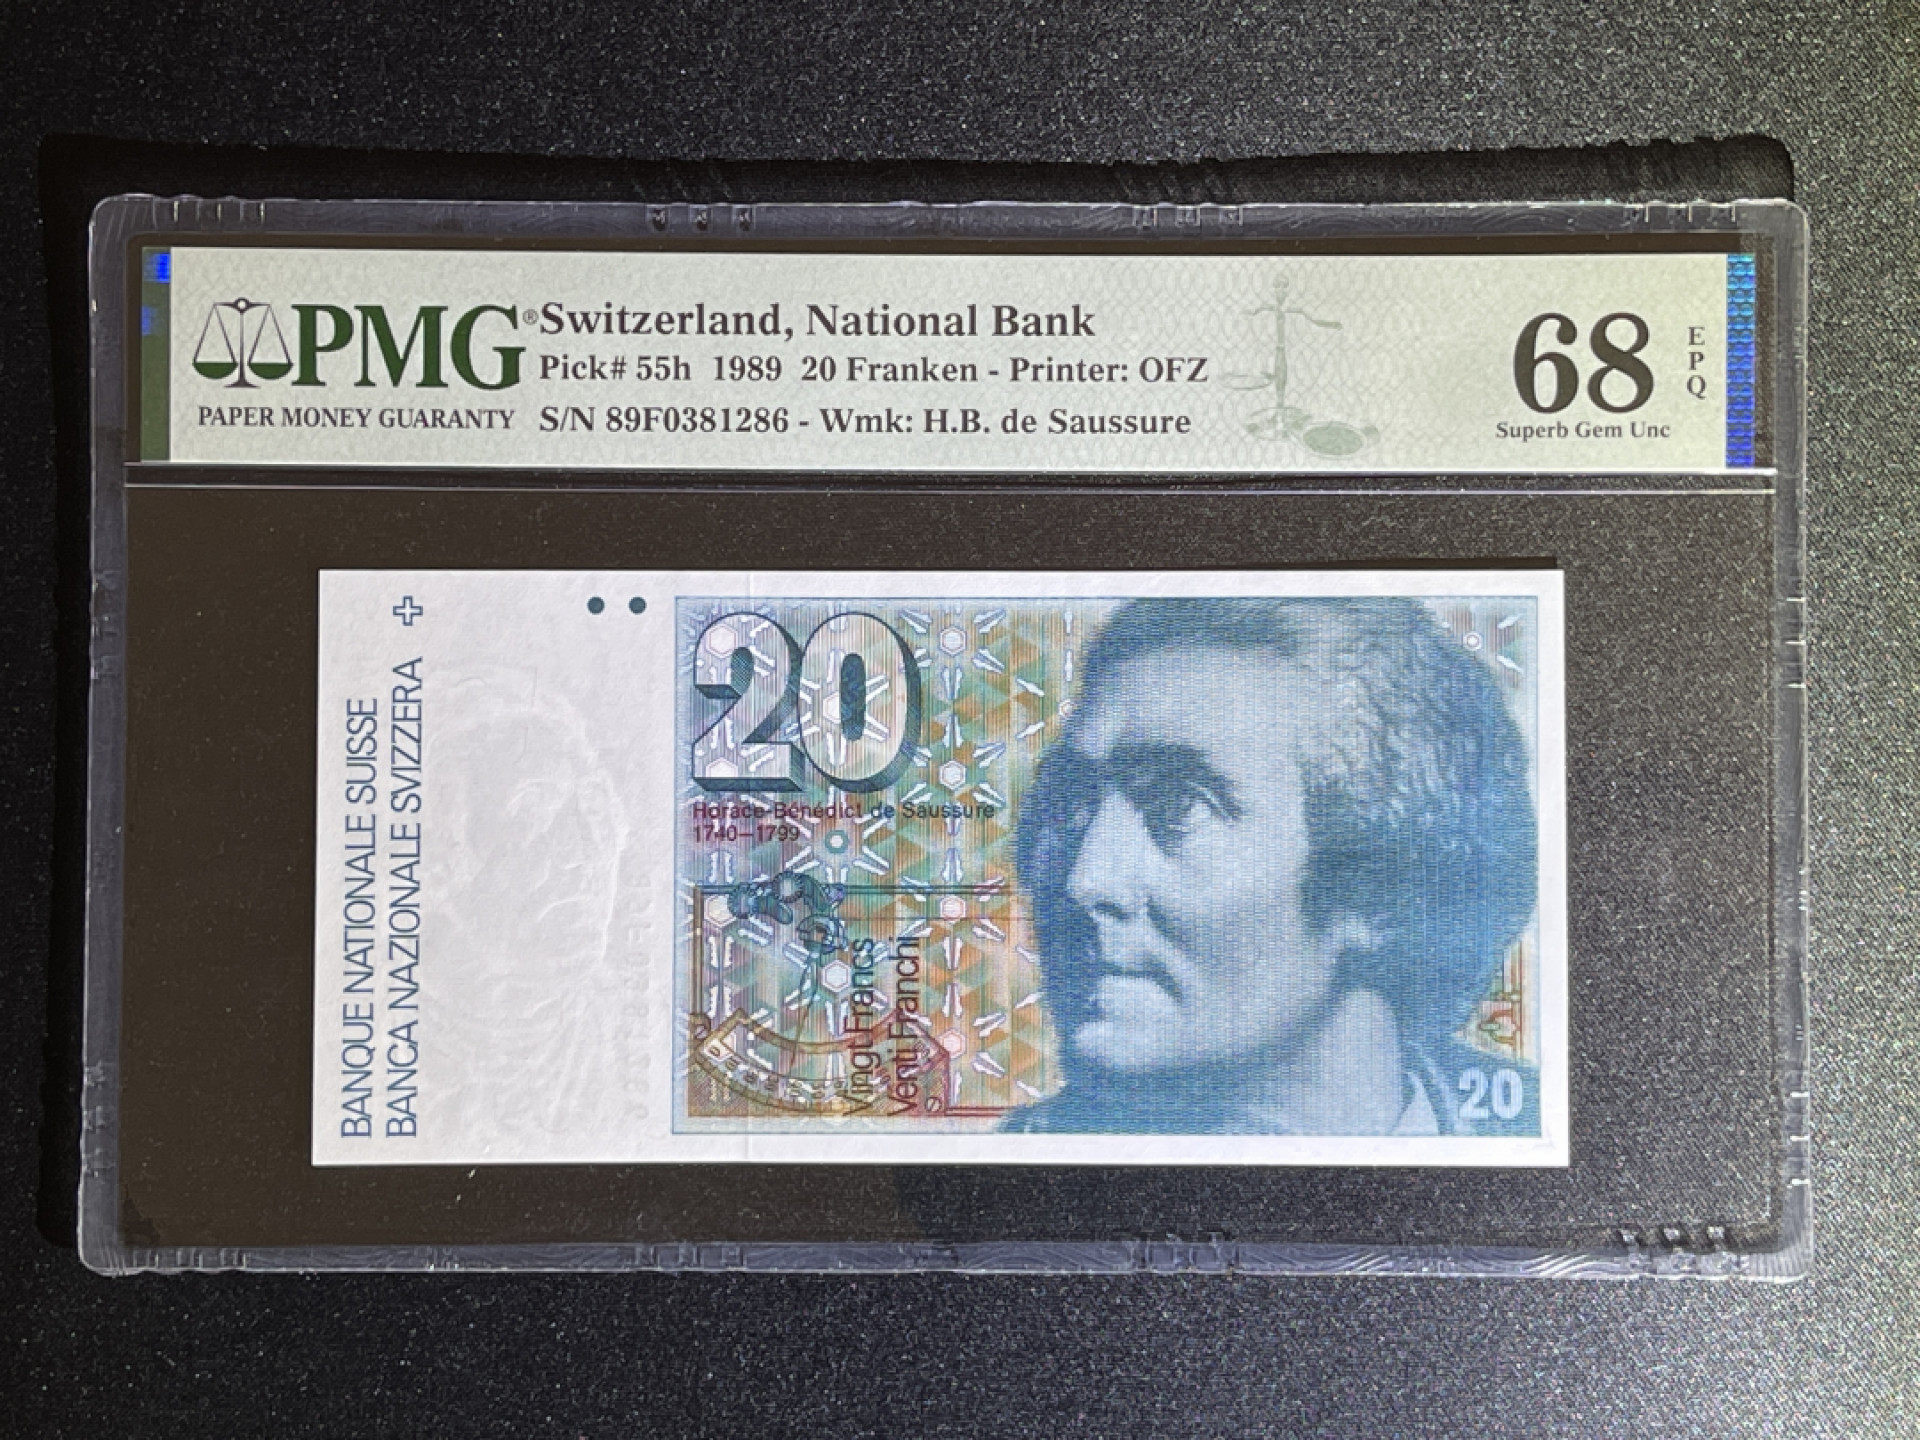 PMG®
PAPER MONEY GUARANTY
Switzerland, National Bank
Pick# 55h 1989 20 Franken - Printer: OFZ
S/N 89F0381286 - Wmk: H.B. de Saussure
68
EPQ
Superb Gem Unc
BANQUE NATIONALE SUISSE
BANCA NAZIONALE SVIZZERA
20
Horace-Bénédict de Saussure
1740–1799
Vingt Francs
Venti Franchi
20